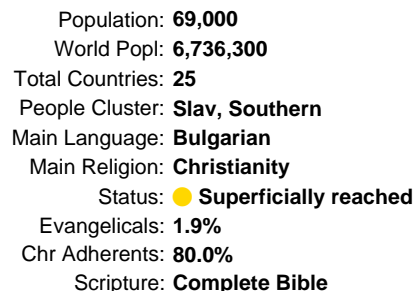 Population: 69,000
World Popl: 6,736,300
Total Countries: 25
People Cluster: Slav, Southern
Main Language: Bulgarian
Main Religion: Christianity
Status: Superficially reached
Evangelicals: 1.9%
Chr Adherents: 80.0%
Scripture: Complete Bible